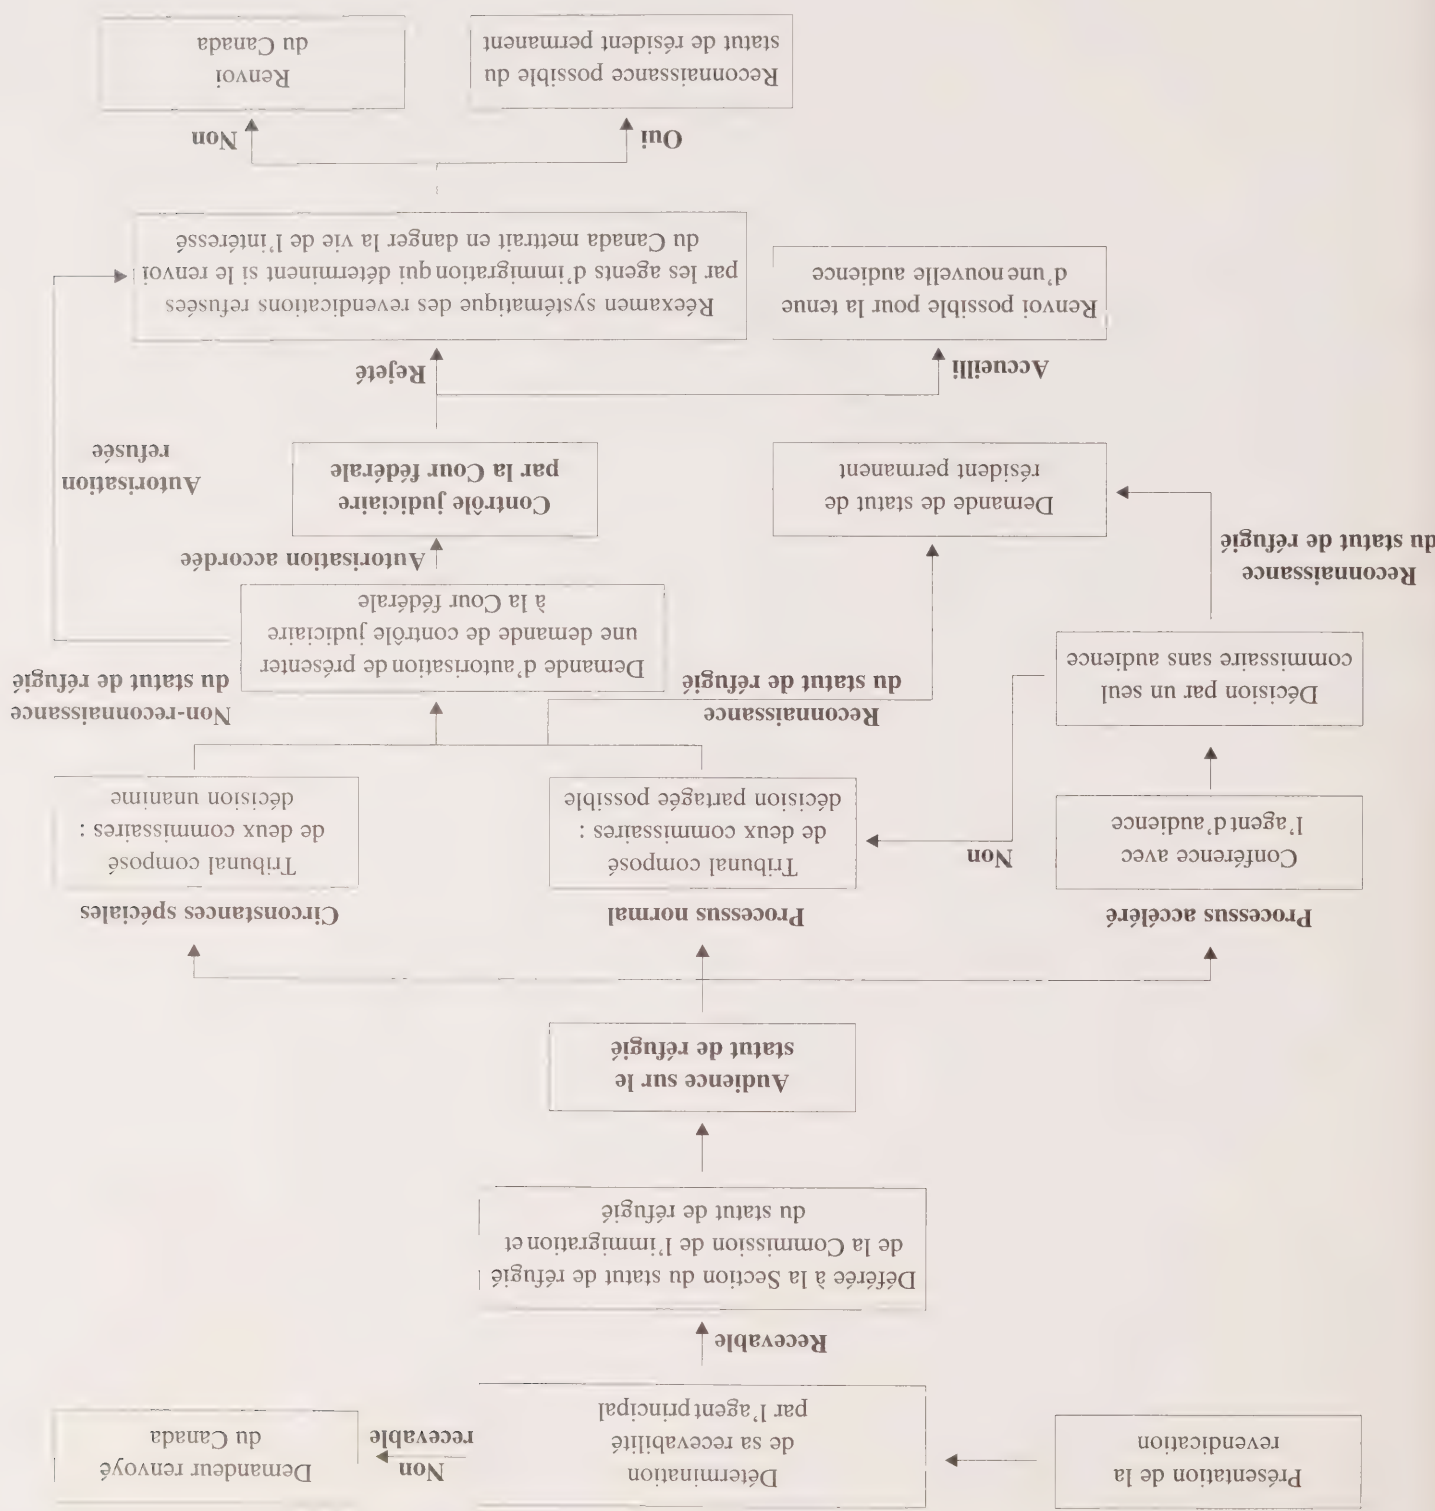 Présentation de la
revendication
Détermination
de sa recevabilité
par l'agent principal
Non
recevable
Demandeur renvoyé
du Canada
Recevable
Déférée à la Section du statut de réfugié
de la Commission de l'immigration et
du statut de réfugié
Audience sur le
statut de réfugié
Processus accéléré
Conférence avec
l'agent d'audience
Processus normal
Tribunal composé
de deux commissaires :
décision partagée possible
Circonstances spéciales
Tribunal composé
de deux commissaires :
décision unanime
Non
Décision par un seul
commissaire sans audience
Reconnaissance
du statut de réfugié
Reconnaissance
du statut de réfugié
Non-reconnaissance
du statut de réfugié
Demande d'autorisation de présenter
une demande de contrôle judiciaire
à la Cour fédérale
Autorisation accordée
Autorisation
refusée
Demande de statut de
résident permanent
Contrôle judiciaire
par la Cour fédérale
Accueilli
Rejeté
Renvoi possible pour la tenue
d'une nouvelle audience
Réexamen systématique des revendications refusées
par les agents d'immigration qui déterminent si le renvoi
du Canada mettrait en danger la vie de l'intéressé
Oui
Non
Reconnaissance possible du
statut de résident permanent
Renvoi
du Canada